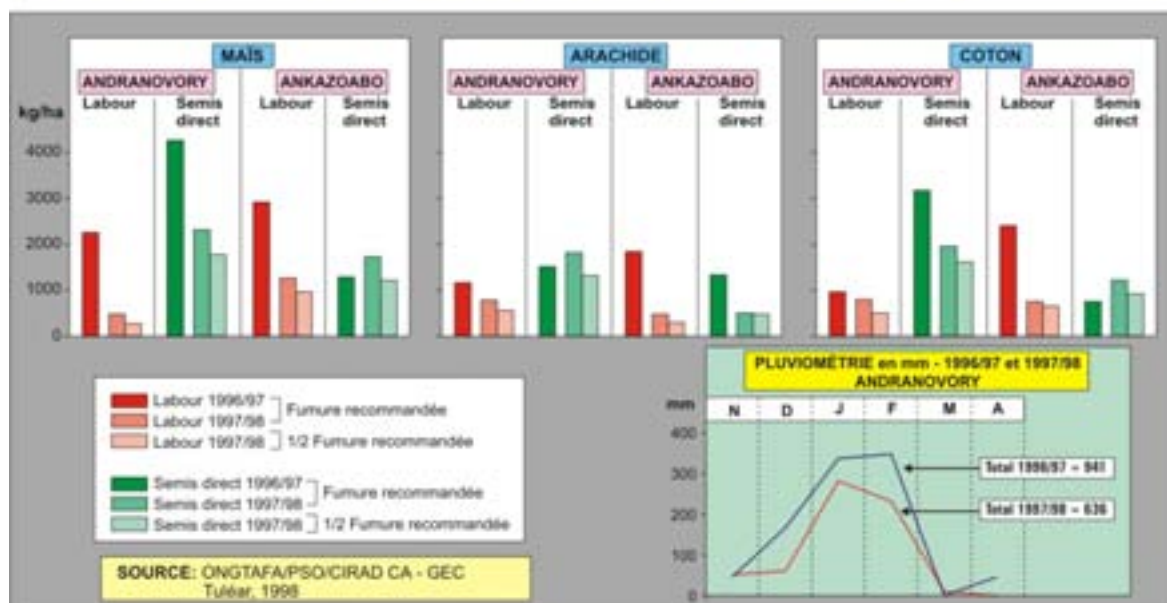 MAÏS
ANDRANOVORY ANKAZOABO
Labour Semis direct Labour Semis direct
ARACHIDE
ANDRANOVORY ANKAZOABO
Labour Semis direct Labour Semis direct
COTON
ANDRANOVORY ANKAZOABO
Labour Semis direct Labour Semis direct
kg/ha
4000
3000
2000
1000
0
Labour 1996/97
Labour 1997/98
Fumure recommandée
Labour 1997/98 1/2 Fumure recommandée
Semis direct 1996/97
Semis direct 1997/98
Fumure recommandée
Semis direct 1997/98 1/2 Fumure recommandée
SOURCE: ONGTAFA/PSO/CIRAD CA - GEC
Tuléar, 1998
PLUVIOMÉTRIE en mm - 1996/97 et 1997/98
ANDRANOVORY
mm N D J F M A
400
300
200
100
0
Total 1996/97 = 941
Total 1997/98 = 636